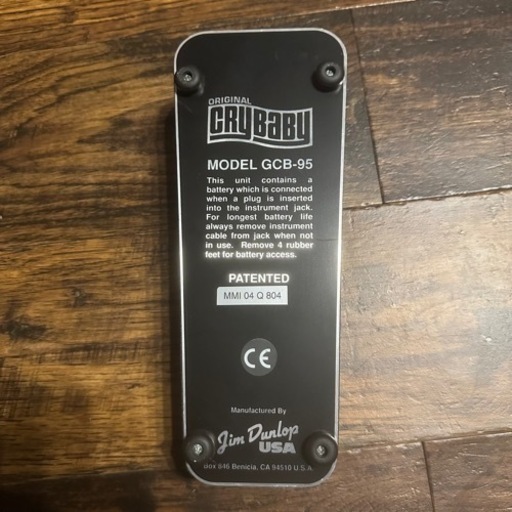 ORIGINAL
CRYBABY
MODEL GCB-95
This unit contains a
battery which is connected
when a plug is inserted
into the instrument jack.
For longest battery life
always remove instrument
cable from jack when not
in use. Remove 4 rubber
feet for battery access.
PATENTED
MMI 04 Q 804
CE
Manufactured By
Jim Dunlop
USA
Box 846 Benicia, CA 94510 U.S.A.